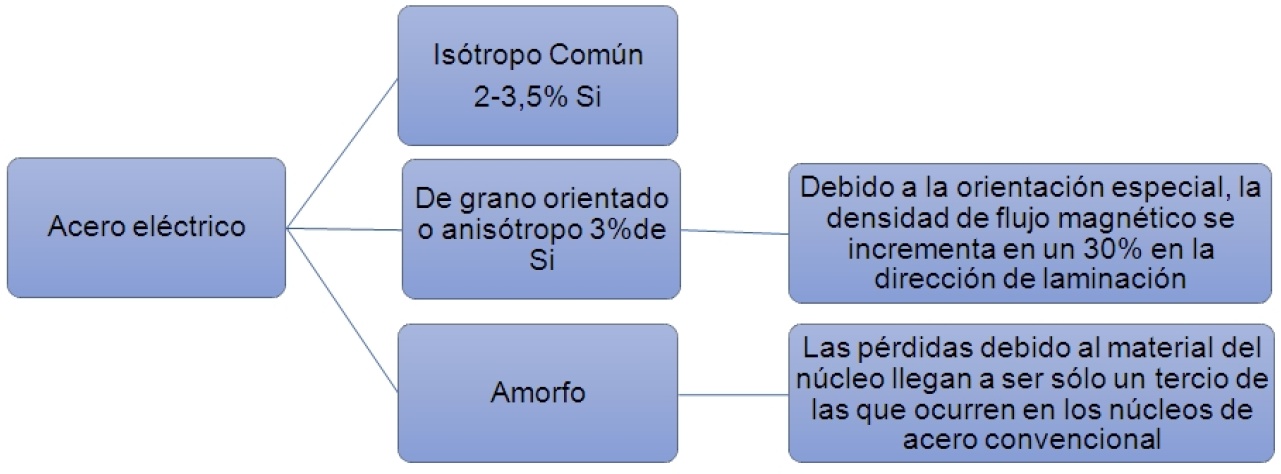 Acero eléctrico
Isótropo Común
2-3,5% Si
De grano orientado
o anisótropo 3%de
Si
Debido a la orientación especial, la
densidad de flujo magnético se
incrementa en un 30% en la
dirección de laminación
Amorfo
Las pérdidas debido al material del
núcleo llegan a ser sólo un tercio de
las que ocurren en los núcleos de
acero convencional